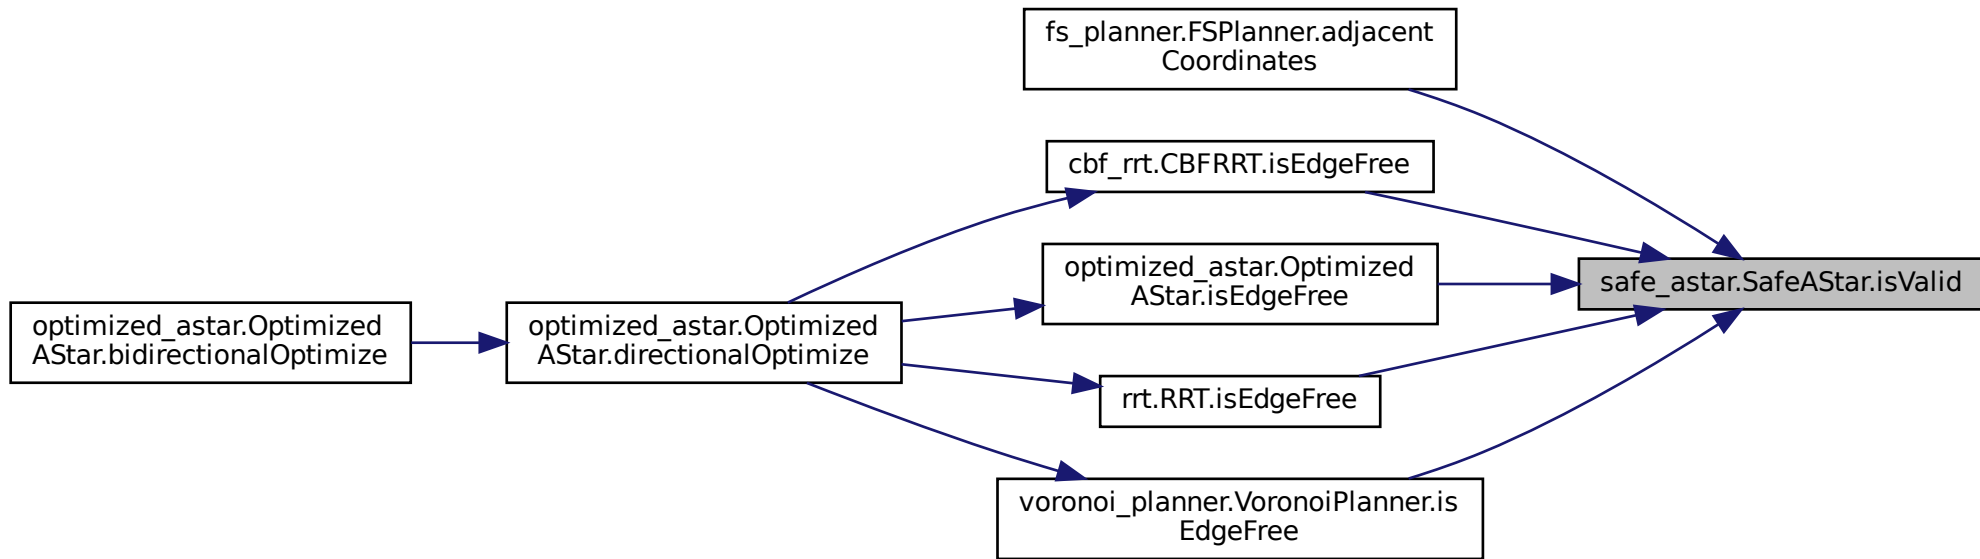 fs_planner.FSPlanner.adjacent
Coordinates
cbf_rrt.CBFRRT.isEdgeFree
optimized_astar.Optimized
AStar.isEdgeFree
safe_astar.SafeAStar.isValid
optimized_astar.Optimized
AStar.bidirectionalOptimize
optimized_astar.Optimized
AStar.directionalOptimize
rrt.RRT.isEdgeFree
voronoi_planner.VoronoiPlanner.is
EdgeFree